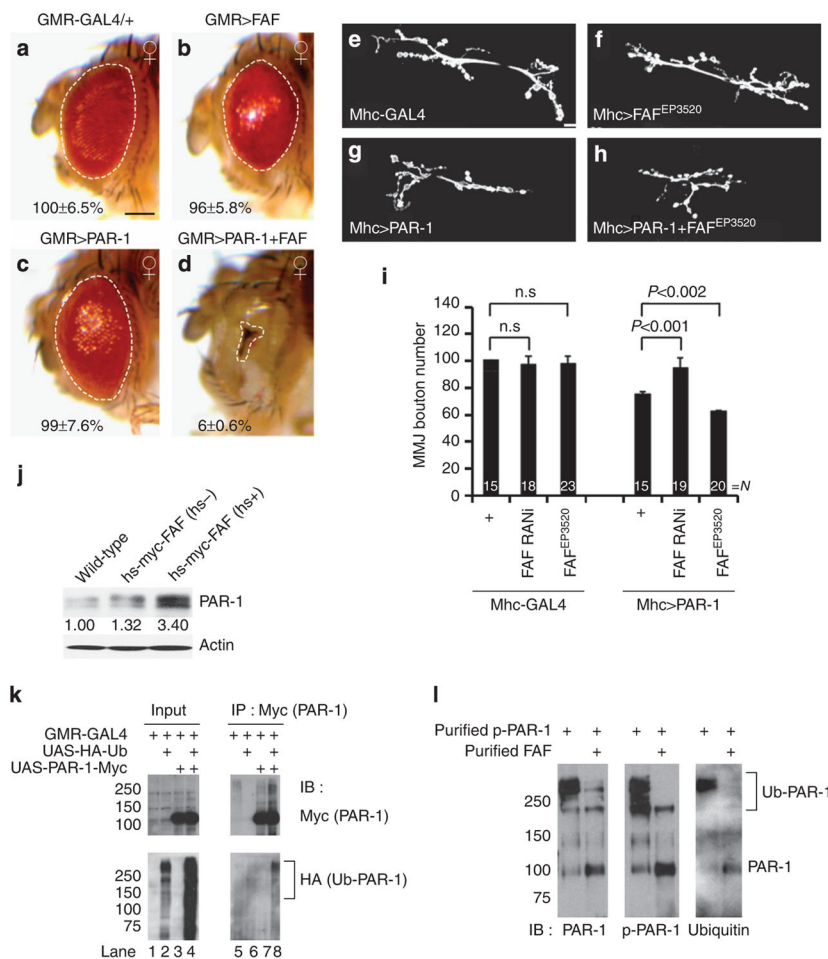 GMR-GAL4/+
GMR>FAF
a ♀
b ♀
100±6.5%
96±5.8%
GMR>PAR-1
GMR>PAR-1+FAF
c ♀
d ♀
99±7.6%
6±0.6%
e
Mhc-GAL4
f
Mhc>FAF^EP3520
g
Mhc>PAR-1
h
Mhc>PAR-1+FAF^EP3520
i
MMJ bouton number
140
120
100
80
60
40
20
0
n.s
n.s
P<0.002
P<0.001
15 18 23 15 19 20 =N
+ FAF RANi FAF^EP3520 + FAF RANi FAF^EP3520
Mhc-GAL4 Mhc>PAR-1
j
Wild-type
hs-myc-FAF (hs–)
hs-myc-FAF (hs+)
PAR-1
1.00 1.32 3.40
Actin
k
Input IP : Myc (PAR-1)
GMR-GAL4 + + + + + + + +
UAS-HA-Ub + + + +
UAS-PAR-1-Myc + + + +
250
150
100
IB :
Myc (PAR-1)
250
150
100
75
HA (Ub-PAR-1)
Lane 1 2 3 4 5 6 7 8
l
Purified p-PAR-1 + + + + + +
Purified FAF + + +
250
150
100
75
Ub-PAR-1
PAR-1
IB : PAR-1 p-PAR-1 Ubiquitin